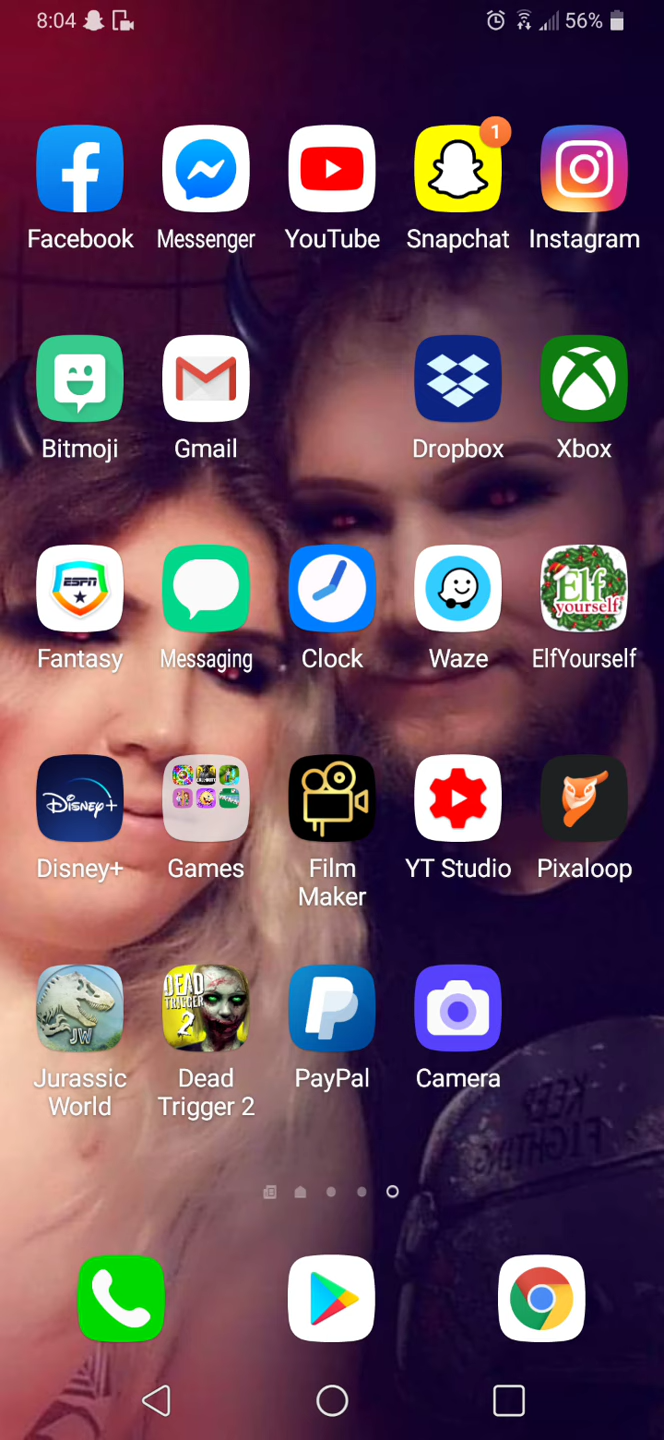 8:04 56%
1
Facebook Messenger YouTube Snapchat Instagram
Bitmoji Gmail Dropbox Xbox
ESPN
Elf
yourself
Fantasy Messaging Clock Waze ElfYourself
Disney+
Disney+ Games Film Maker YT Studio Pixaloop
JW
DEAD
TRIGGER
2
Jurassic World Dead Trigger 2 PayPal Camera
KEEP
FIGHTING